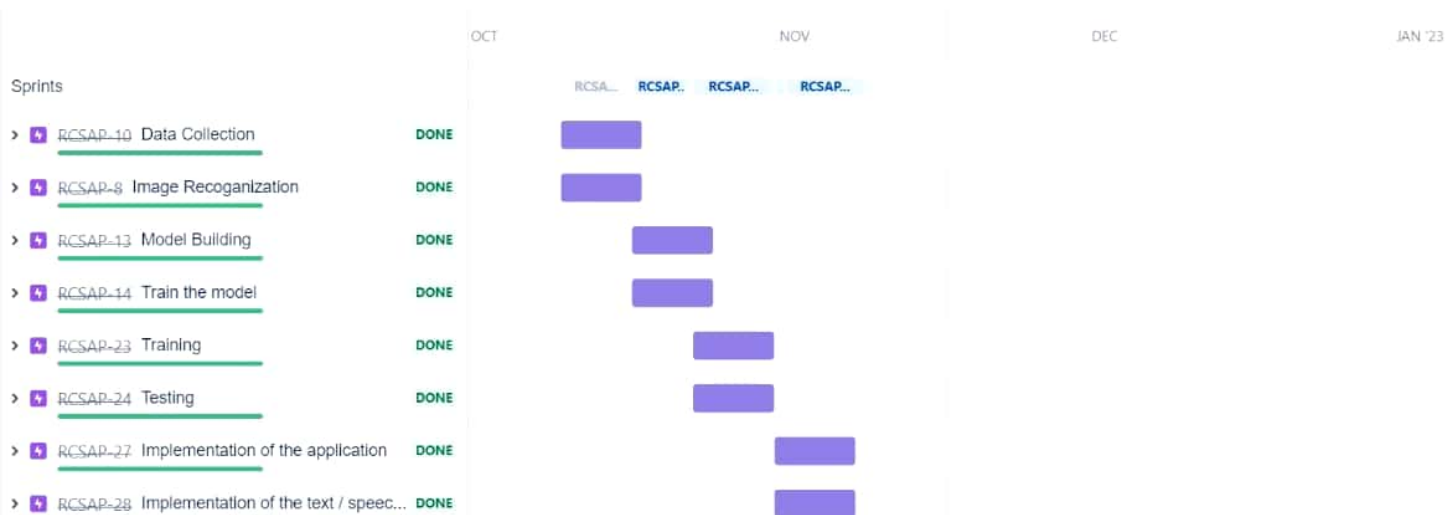 OCT NOV DEC JAN '23
Sprints RCSA... RCSAP.. RCSAP... RCSAP...
RCSAP-10 Data Collection DONE
RCSAP-8 Image Recoganization DONE
RCSAP-13 Model Building DONE
RCSAP-14 Train the model DONE
RCSAP-23 Training DONE
RCSAP-24 Testing DONE
RCSAP-27 Implementation of the application DONE
RCSAP-28 Implementation of the text / speec... DONE